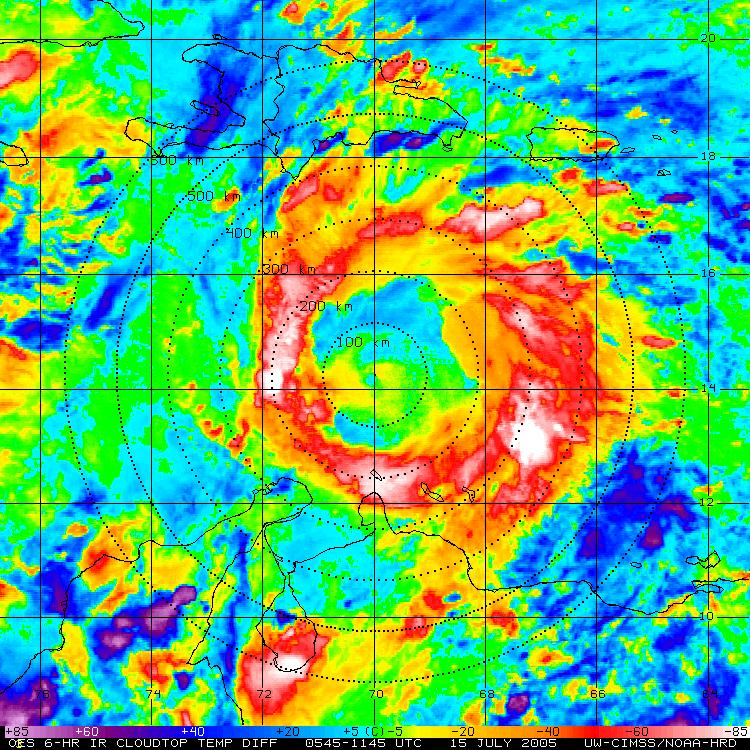 20
600 km
18
500 km
400 km
300 km
16
200 km
100 km
14
12
10
76
74
72
70
68
66
64
+85 +60 +40 +20 +5 (C) -5 -20 -40 -60 -85
GOES 6-HR IR CLOUDTOP TEMP DIFF 0545-1145 UTC 15 JULY 2005 UW-CIMSS/NOAA-HRD